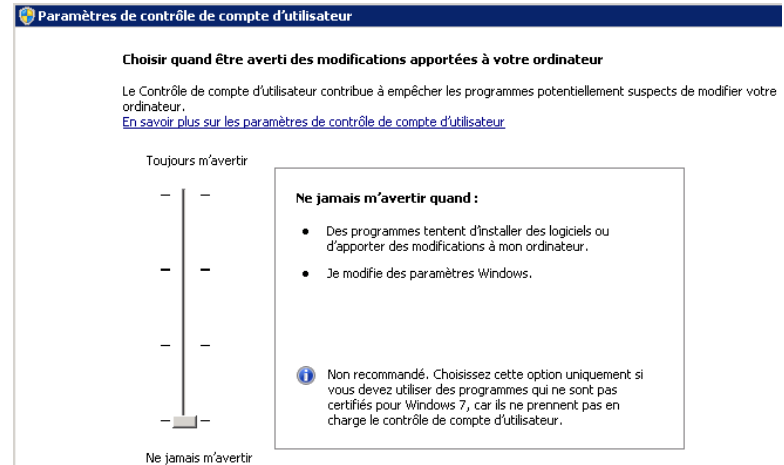 Paramètres de contrôle de compte d'utilisateur
Choisir quand être averti des modifications apportées à votre ordinateur
Le Contrôle de compte d'utilisateur contribue à empêcher les programmes potentiellement suspects de modifier votre
ordinateur.
En savoir plus sur les paramètres de contrôle de compte d'utilisateur
Toujours m'avertir
Ne jamais m'avertir quand :
• Des programmes tentent d'installer des logiciels ou
d'apporter des modifications à mon ordinateur.
• Je modifie des paramètres Windows.
Non recommandé. Choisissez cette option uniquement si
vous devez utiliser des programmes qui ne sont pas
certifiés pour Windows 7, car ils ne prennent pas en
charge le contrôle de compte d'utilisateur.
Ne jamais m'avertir